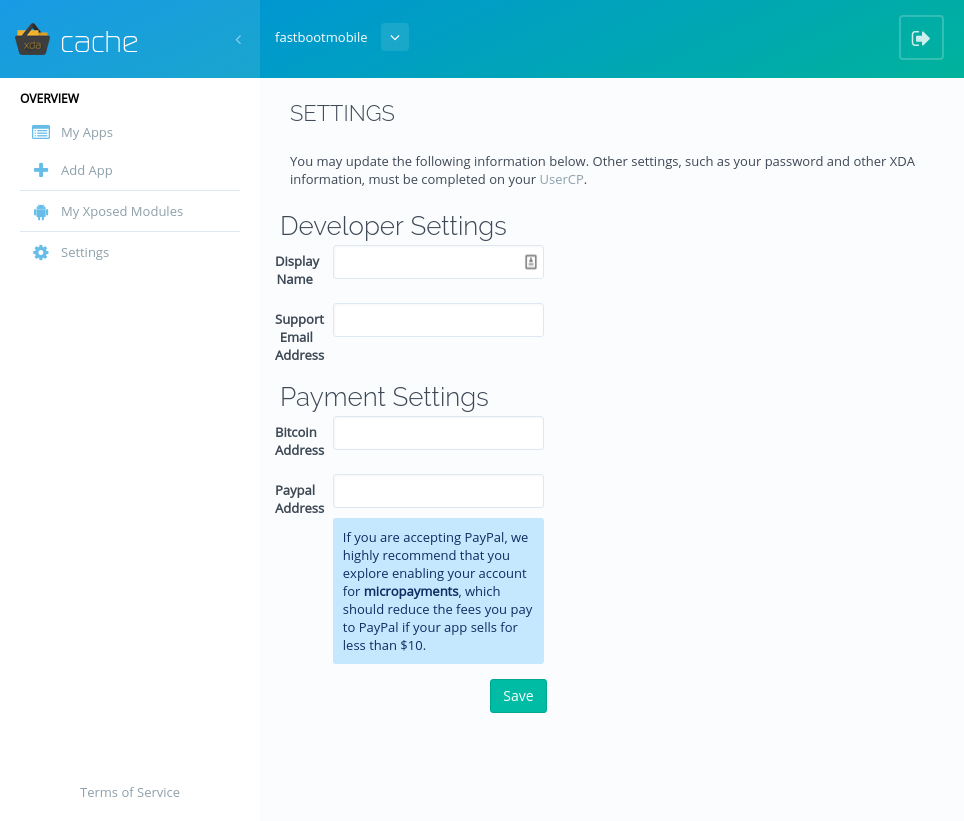 xda
cache
fastbootmobile
OVERVIEW
My Apps
Add App
My Xposed Modules
Settings
Terms of Service
SETTINGS
You may update the following information below. Other settings, such as your password and other XDA
information, must be completed on your UserCP.
Developer Settings
Display
Name
Support
Email
Address
Payment Settings
Bitcoin
Address
Paypal
Address
If you are accepting PayPal, we
highly recommend that you
explore enabling your account
for micropayments, which
should reduce the fees you pay
to PayPal if your app sells for
less than $10.
Save